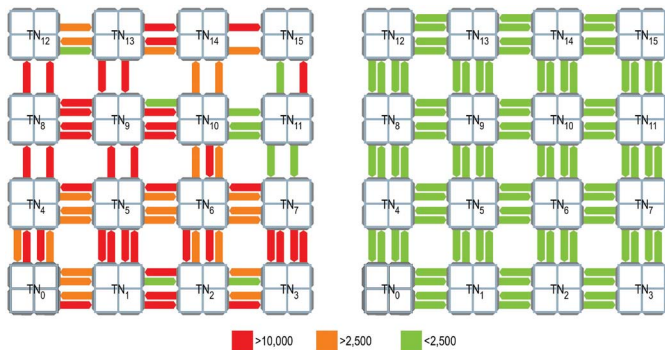 TN12 TN13 TN14 TN15 TN12 TN13 TN14 TN15
TN8 TN9 TN10 TN11 TN8 TN9 TN10 TN11
TN4 TN5 TN6 TN7 TN4 TN5 TN6 TN7
TN0 TN1 TN2 TN3 TN0 TN1 TN2 TN3
>10,000 >2,500 <2,500